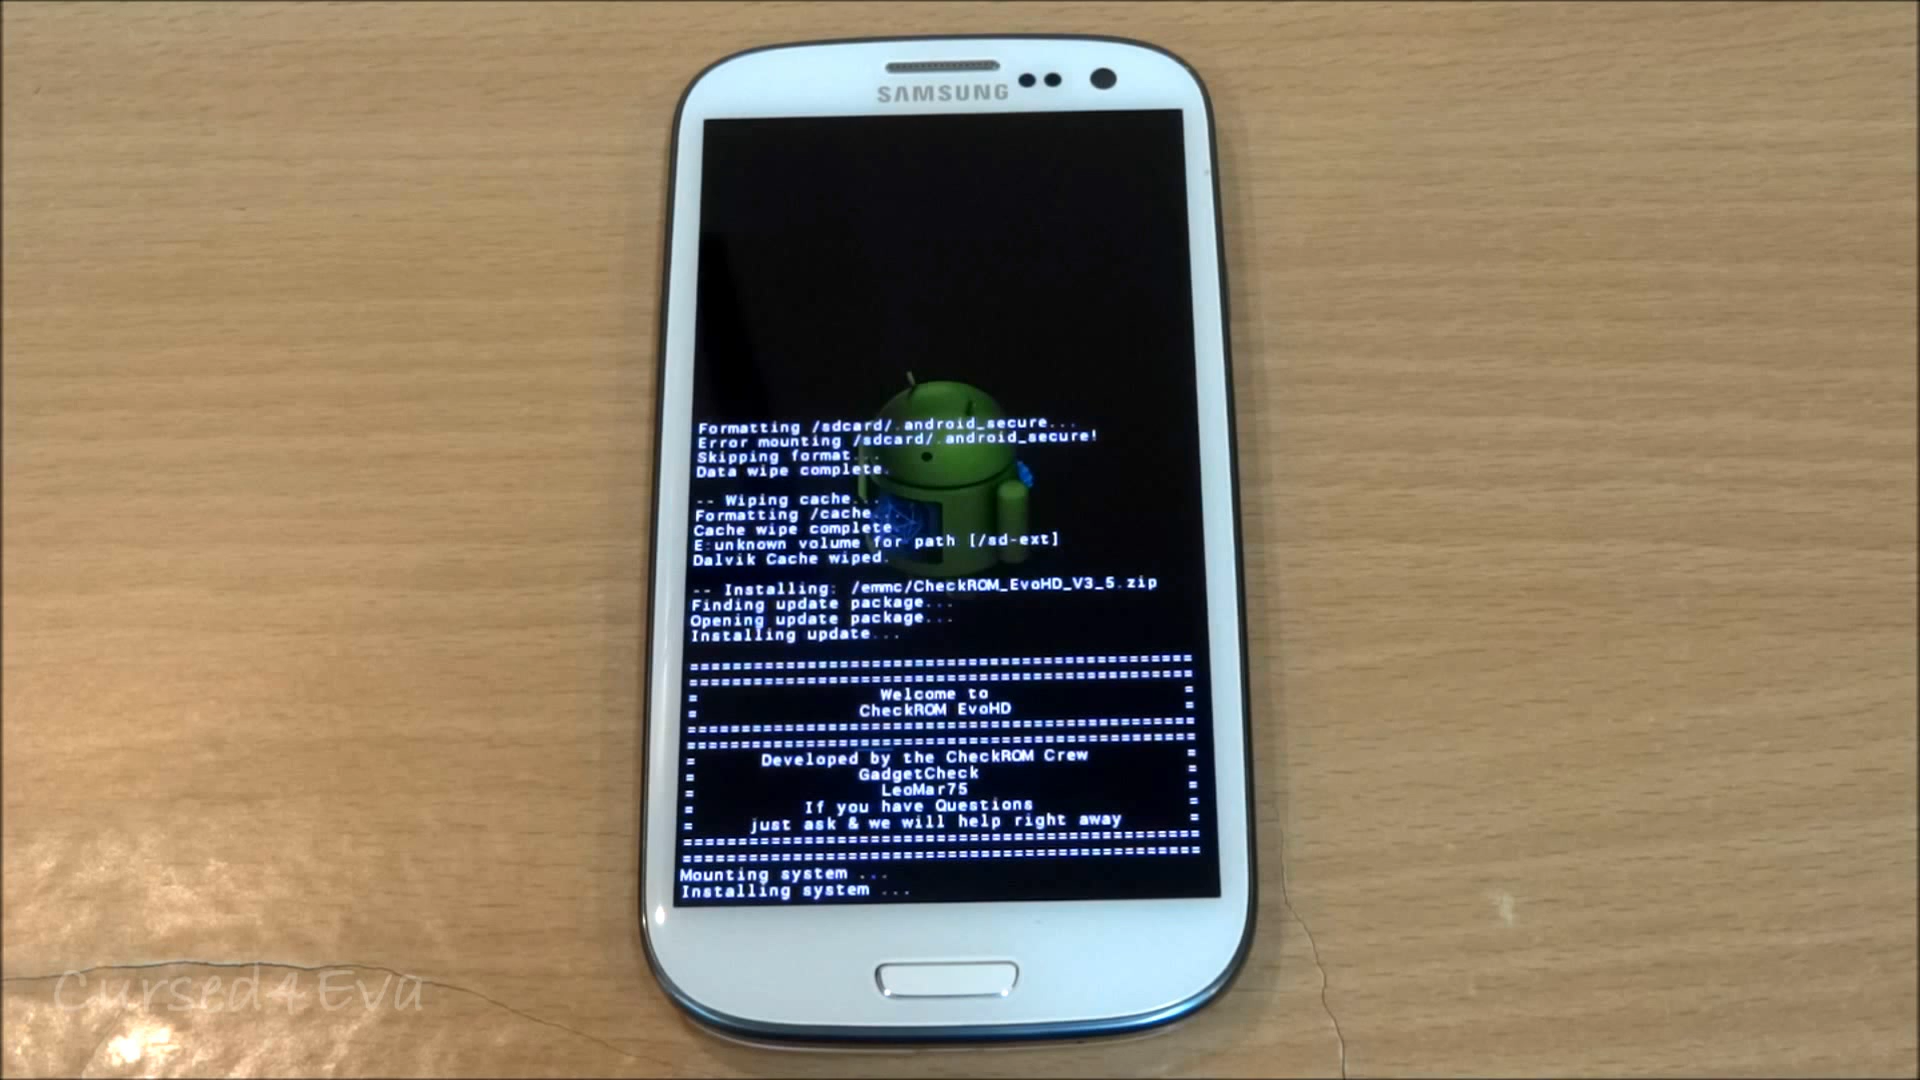 SAMSUNG
Formatting /sdcard/.android_secure...
Error mounting /sdcard/.android_secure!
Skipping format...
Data wipe complete.
-- Wiping cache...
Formatting /cache...
Cache wipe complete.
E:unknown volume for path [/sd-ext]
Dalvik Cache wiped.
-- Installing: /emmc/CheckROM_EvoHD_V3_5.zip
Finding update package...
Opening update package...
Installing update...
==============================================
==============================================
= Welcome to =
= CheckROM EvoHD =
==============================================
==============================================
= Developed by the CheckROM Crew =
= GadgetCheck =
= LeoMar75 =
= If you have Questions =
= just ask & we will help right away =
==============================================
==============================================
Mounting system ...
Installing system ...
Cursed4Eva